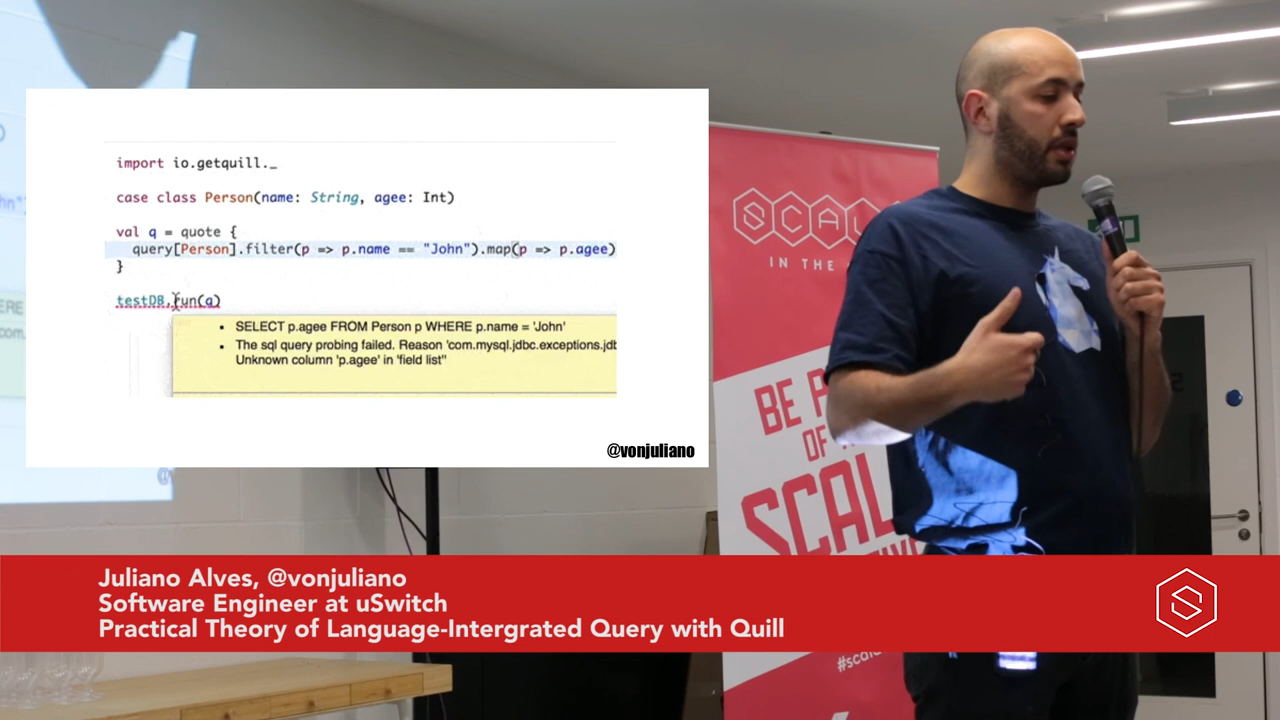 import io.getquill._
case class Person(name: String, agee: Int)
val q = quote {
query[Person].filter(p => p.name == "John").map(p => p.agee)
}
testDB.run(q)
• SELECT p.agee FROM Person p WHERE p.name = 'John'
• The sql query probing failed. Reason 'com.mysql.jdbc.exceptions.jdb
Unknown column 'p.agee' in 'field list''
@vonjuliano
SCAL
IN THE
BE
OF
SCAL
#scala
Juliano Alves, @vonjuliano
Software Engineer at uSwitch
Practical Theory of Language-Intergrated Query with Quill